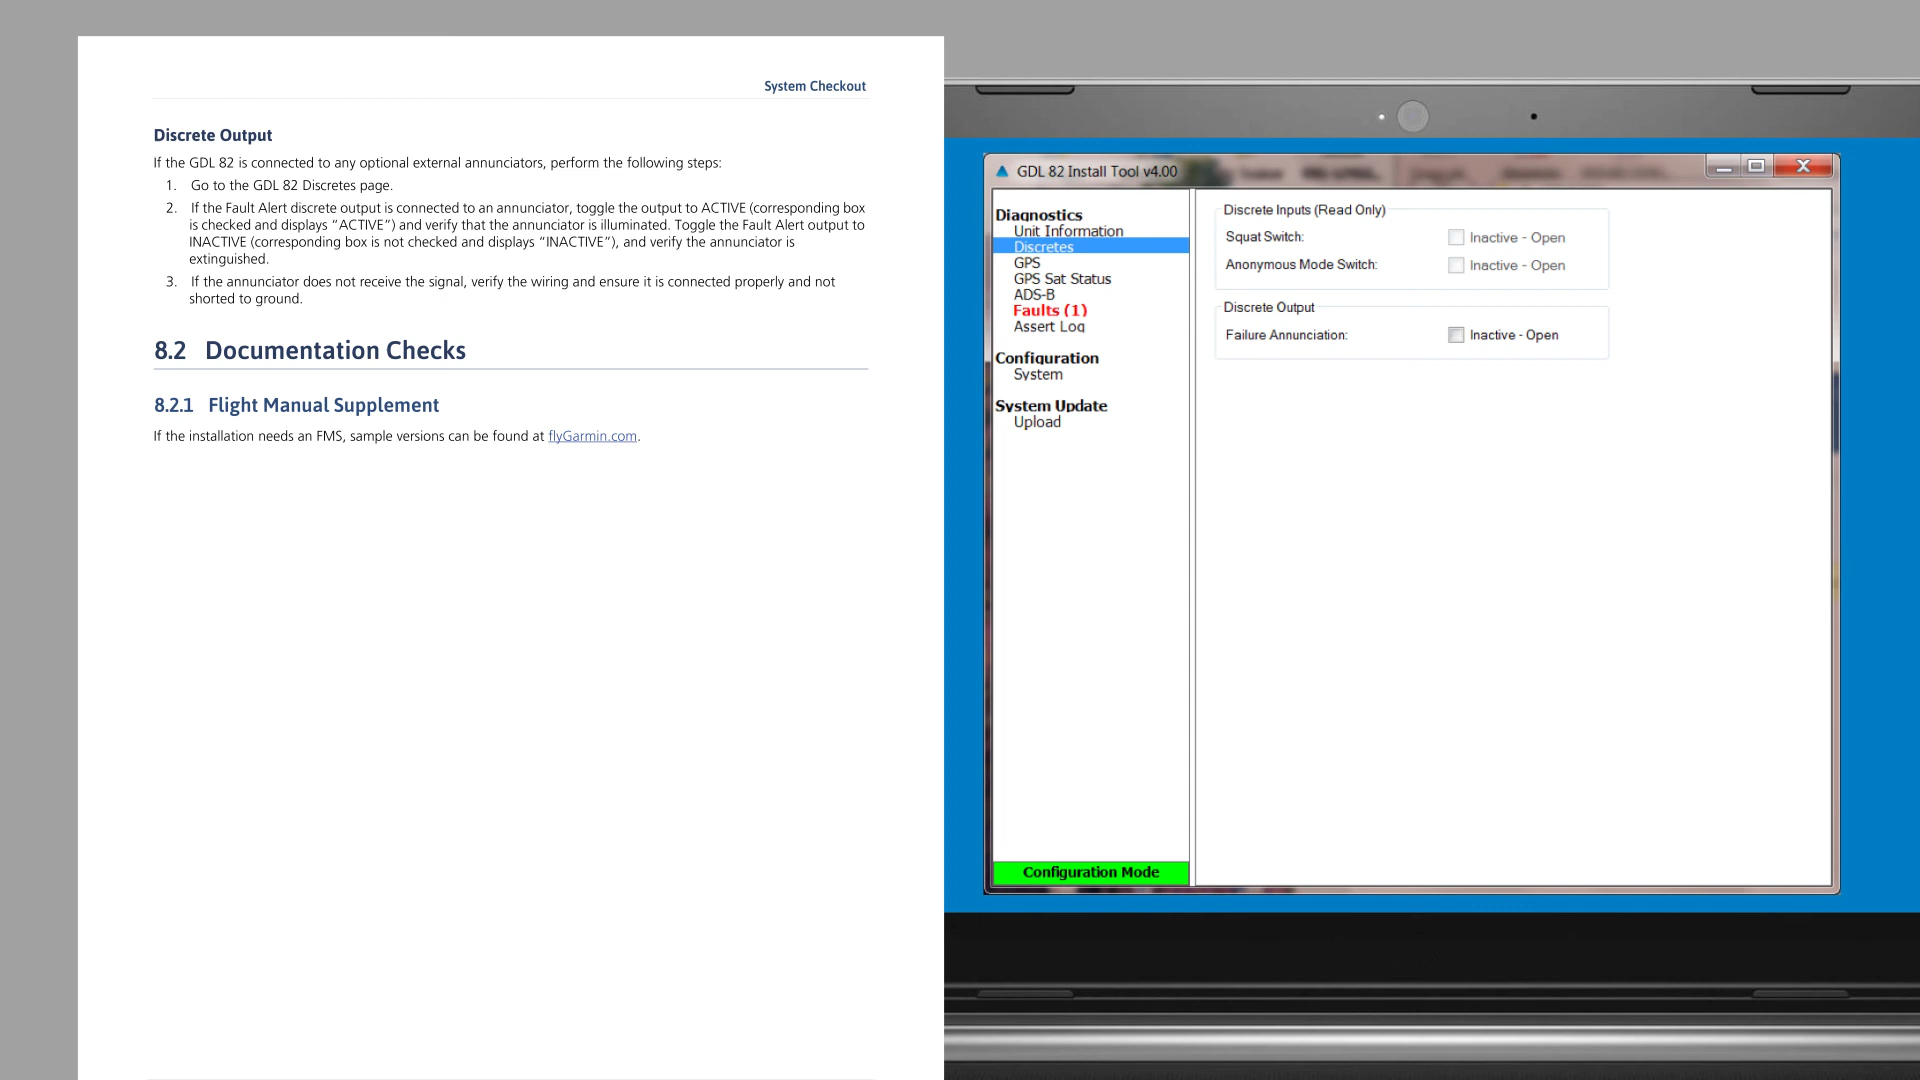 System Checkout
Discrete Output
If the GDL 82 is connected to any optional external annunciators, perform the following steps:
1. Go to the GDL 82 Discretes page.
2. If the Fault Alert discrete output is connected to an annunciator, toggle the output to ACTIVE (corresponding box
is checked and displays “ACTIVE”) and verify that the annunciator is illuminated. Toggle the Fault Alert output to
INACTIVE (corresponding box is not checked and displays “INACTIVE”), and verify the annunciator is
extinguished.
3. If the annunciator does not receive the signal, verify the wiring and ensure it is connected properly and not
shorted to ground.
8.2 Documentation Checks
8.2.1 Flight Manual Supplement
If the installation needs an FMS, sample versions can be found at flyGarmin.com.
GDL 82 Install Tool v4.00
Diagnostics
Unit Information
Discretes
GPS
GPS Sat Status
ADS-B
Faults (1)
Assert Log
Configuration
System
System Update
Upload
Configuration Mode
Discrete Inputs (Read Only)
Squat Switch: Inactive - Open
Anonymous Mode Switch: Inactive - Open
Discrete Output
Failure Annunciation: Inactive - Open